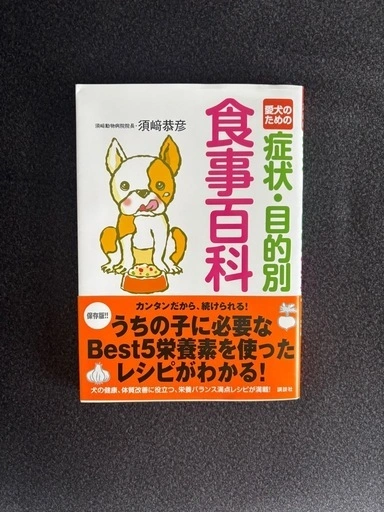 愛犬のための
症状・目的別
食事百科
須﨑動物病院院長・須﨑恭彦
カンタンだから、続けられる!
保存版!!
うちの子に必要な
Best5栄養素を使った
レシピがわかる!
犬の健康、体質改善に役立つ、栄養バランス満点レシピが満載!
講談社